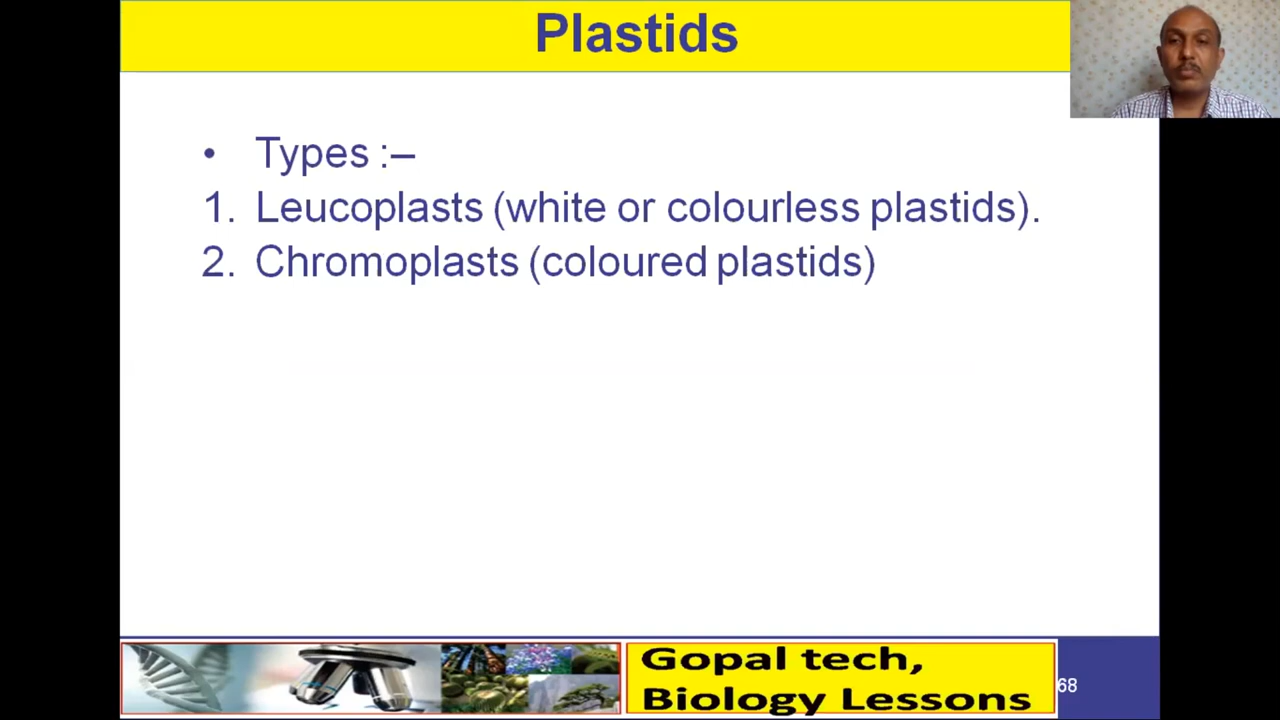 Plastids
• Types :–
1. Leucoplasts (white or colourless plastids).
2. Chromoplasts (coloured plastids)
Gopal tech,
Biology Lessons
68